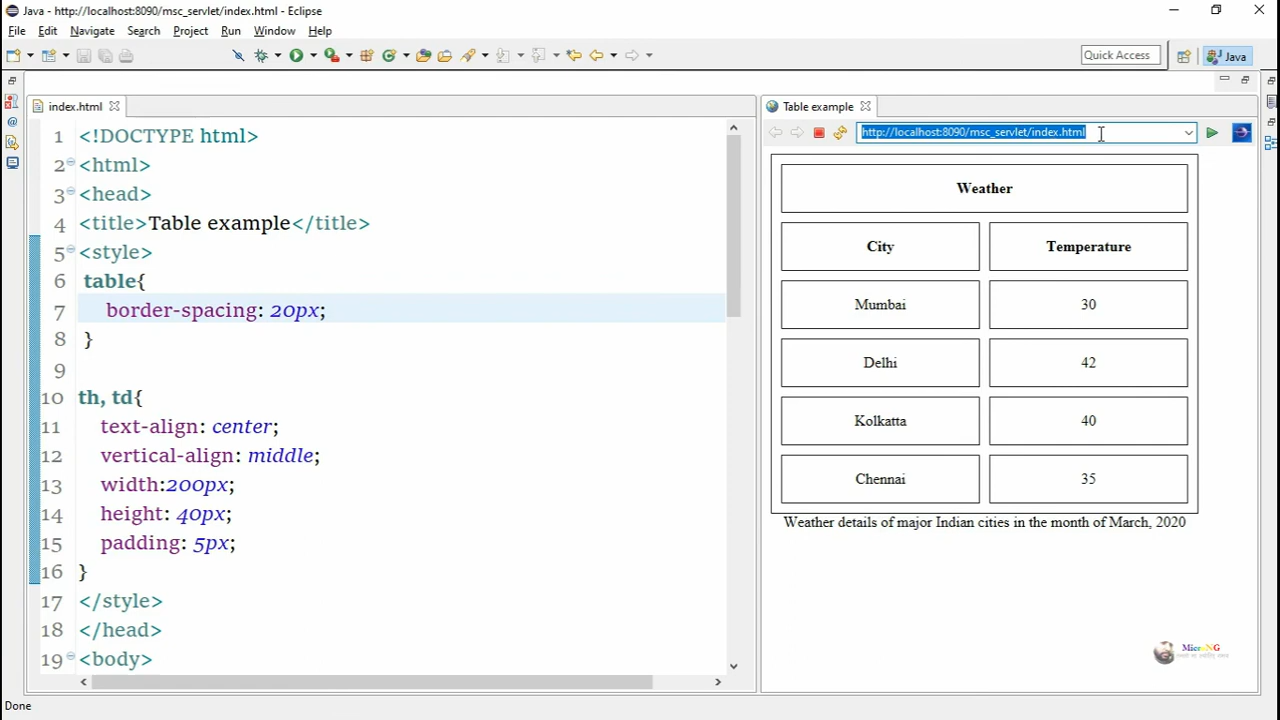 Java - http://localhost:8090/msc_servlet/index.html - Eclipse
File Edit Navigate Search Project Run Window Help
Quick Access
Java
index.html
Table example
http://localhost:8090/msc_servlet/index.html
1 <!DOCTYPE html>
2 <html>
3 <head>
4 <title>Table example</title>
5 <style>
6 table{
7 border-spacing: 20px;
8 }
9
10 th, td{
11 text-align: center;
12 vertical-align: middle;
13 width:200px;
14 height: 40px;
15 padding: 5px;
16 }
17 </style>
18 </head>
19 <body>
Weather
City Temperature
Mumbai 30
Delhi 42
Kolkatta 40
Chennai 35
Weather details of major Indian cities in the month of March, 2020
MicroNG
Done